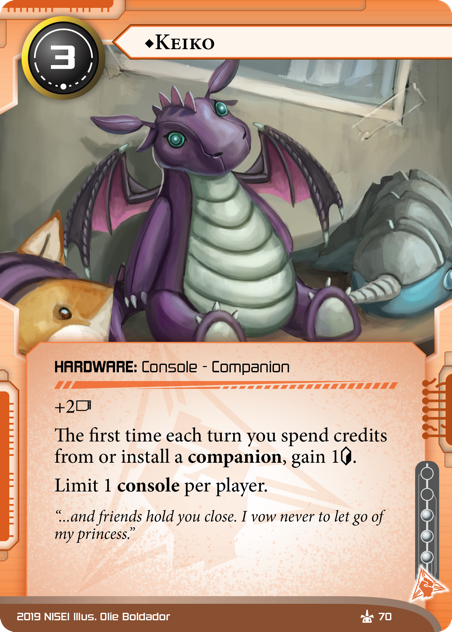 3
♦Keiko
HARDWARE: Console - Companion
+2
The first time each turn you spend credits
from or install a companion, gain 1.
Limit 1 console per player.
“...and friends hold you close. I vow never to let go of
my princess.”
2019 NISEI Illus. Olie Boldador
70